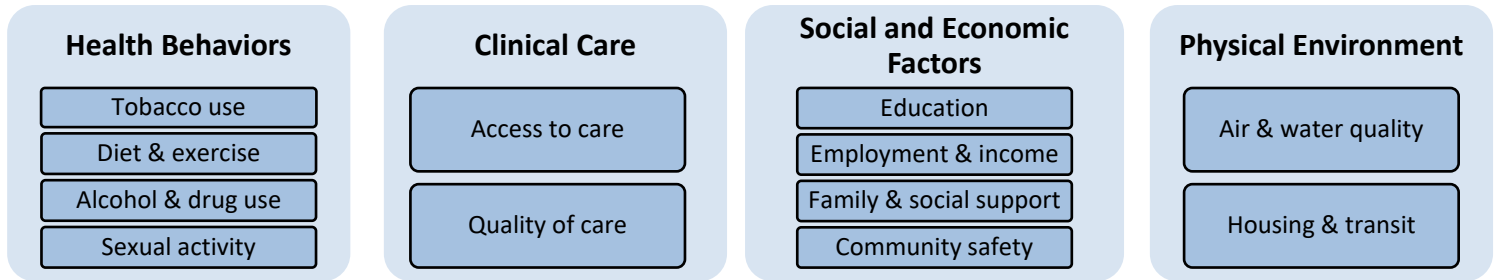 Health Behaviors
Tobacco use
Diet & exercise
Alcohol & drug use
Sexual activity
Clinical Care
Access to care
Quality of care
Social and Economic
Factors
Education
Employment & income
Family & social support
Community safety
Physical Environment
Air & water quality
Housing & transit